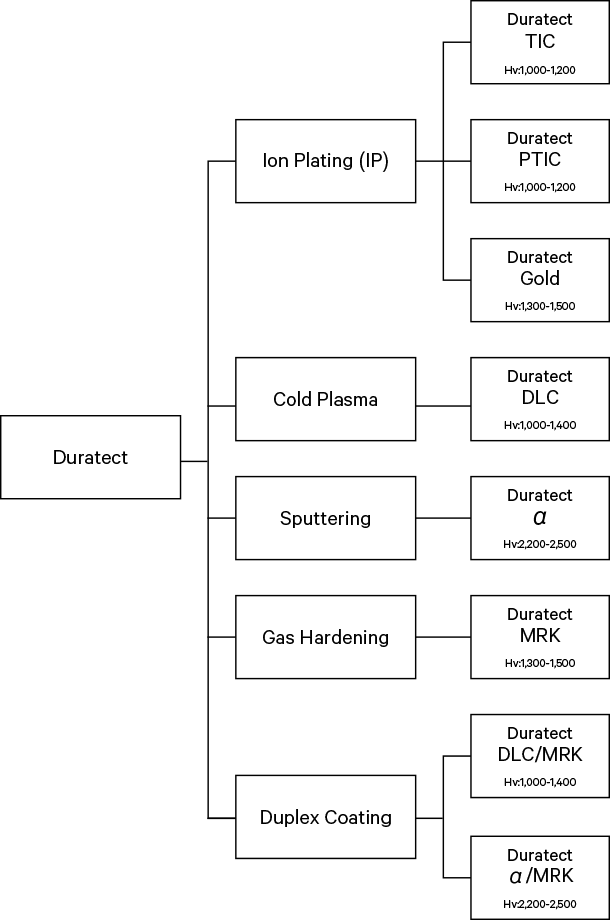 Duratect
Ion Plating (IP)
Duratect
TIC
Hv:1,000-1,200
Duratect
PTIC
Hv:1,000-1,200
Duratect
Gold
Hv:1,300-1,500
Cold Plasma
Duratect
DLC
Hv:1,000-1,400
Sputtering
Duratect
α
Hv:2,200-2,500
Gas Hardening
Duratect
MRK
Hv:1,300-1,500
Duplex Coating
Duratect
DLC/MRK
Hv:1,000-1,400
Duratect
α/MRK
Hv:2,200-2,500